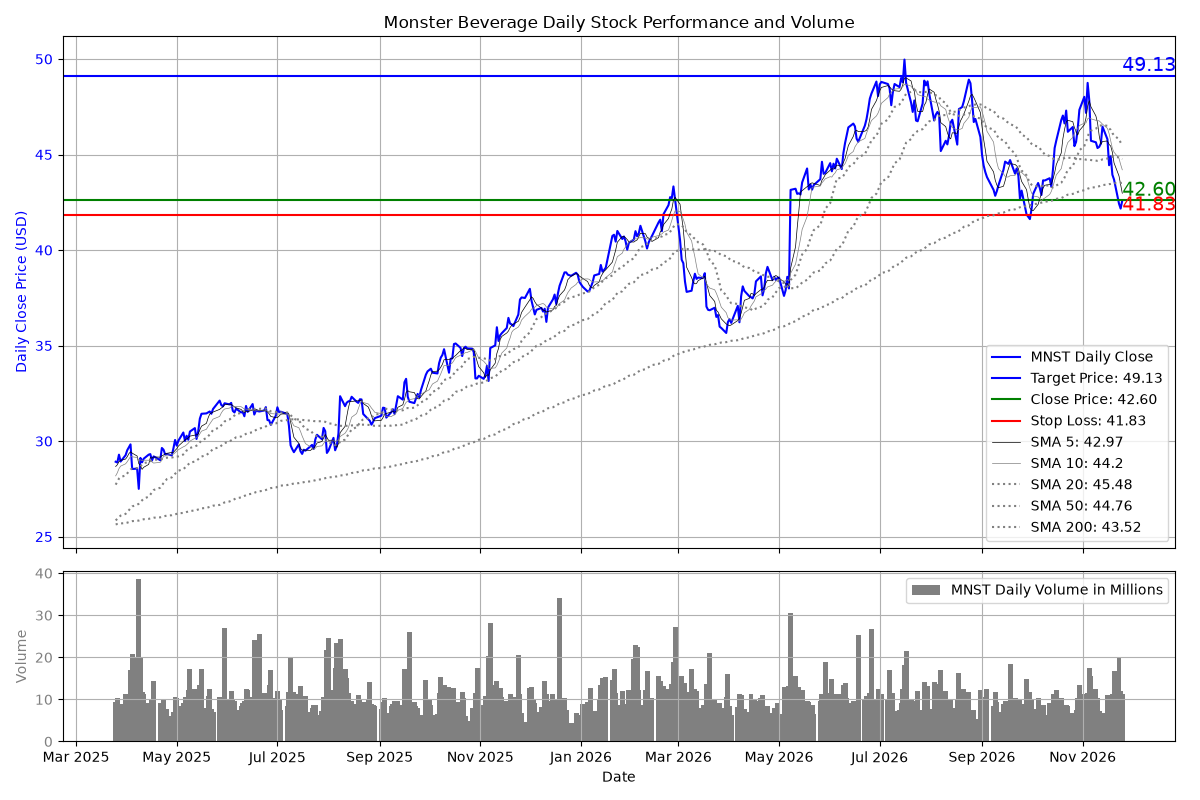 Monster Beverage Daily Stock Performance and Volume
Daily Close Price (USD)
50
45
40
35
30
25
49.13
42.60
41.83
MNST Daily Close
Target Price: 49.13
Close Price: 42.60
Stop Loss: 41.83
SMA 5: 42.97
SMA 10: 44.2
SMA 20: 45.48
SMA 50: 44.76
SMA 200: 43.52
Volume
40
30
20
10
0
MNST Daily Volume in Millions
Mar 2025 May 2025 Jul 2025 Sep 2025 Nov 2025 Jan 2026 Mar 2026 May 2026 Jul 2026 Sep 2026 Nov 2026
Date